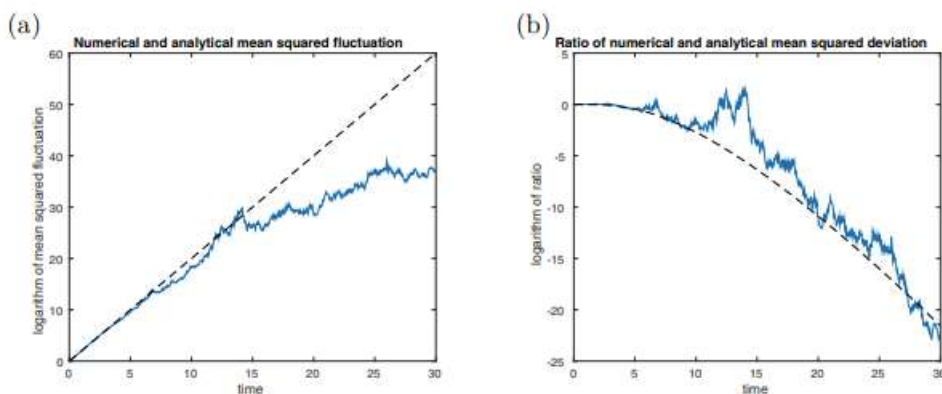 (a)
Numerical and analytical mean squared fluctuation
60
50
40
30
20
10
0
logarithm of mean squared fluctuation
0 5 10 15 20 25 30
time
(b)
Ratio of numerical and analytical mean squared deviation
5
0
-5
-10
-15
-20
-25
logarithm of ratio
0 5 10 15 20 25 30
time